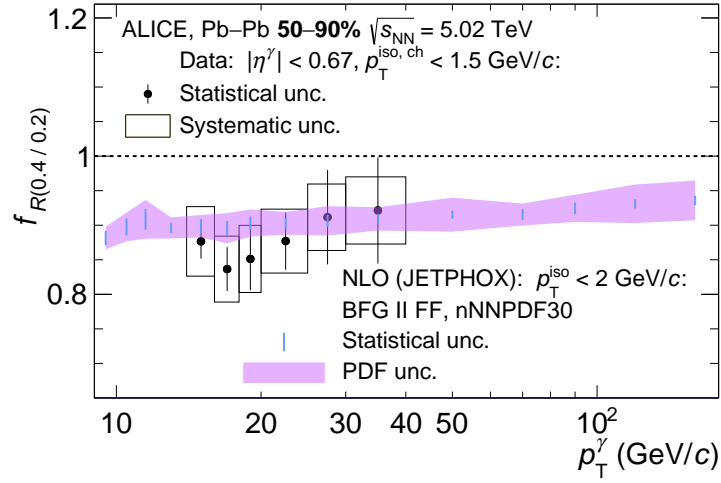 ALICE, Pb–Pb 50–90% √sNN = 5.02 TeV
Data: |ηγ| < 0.67, pTiso, ch < 1.5 GeV/c:
Statistical unc.
Systematic unc.
NLO (JETPHOX): pTiso < 2 GeV/c:
BFG II FF, nNNPDF30
Statistical unc.
PDF unc.
fR(0.4 / 0.2)
1.2
1
0.8
10
20
30
40
50
10²
pTγ (GeV/c)